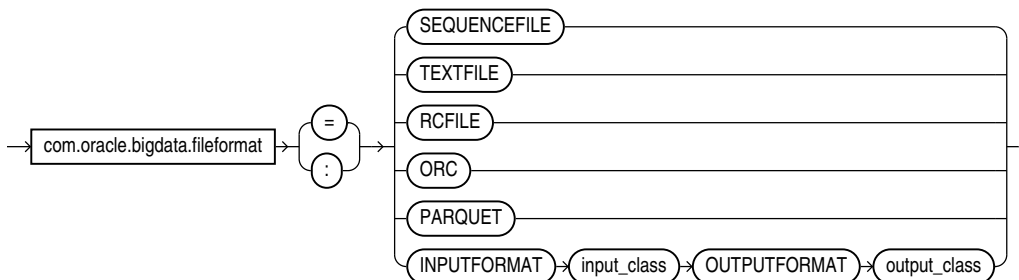 SEQUENCEFILE
TEXTFILE
RCFILE
com.oracle.bigdata.fileformat = :
ORC
PARQUET
INPUTFORMAT input_class OUTPUTFORMAT output_class